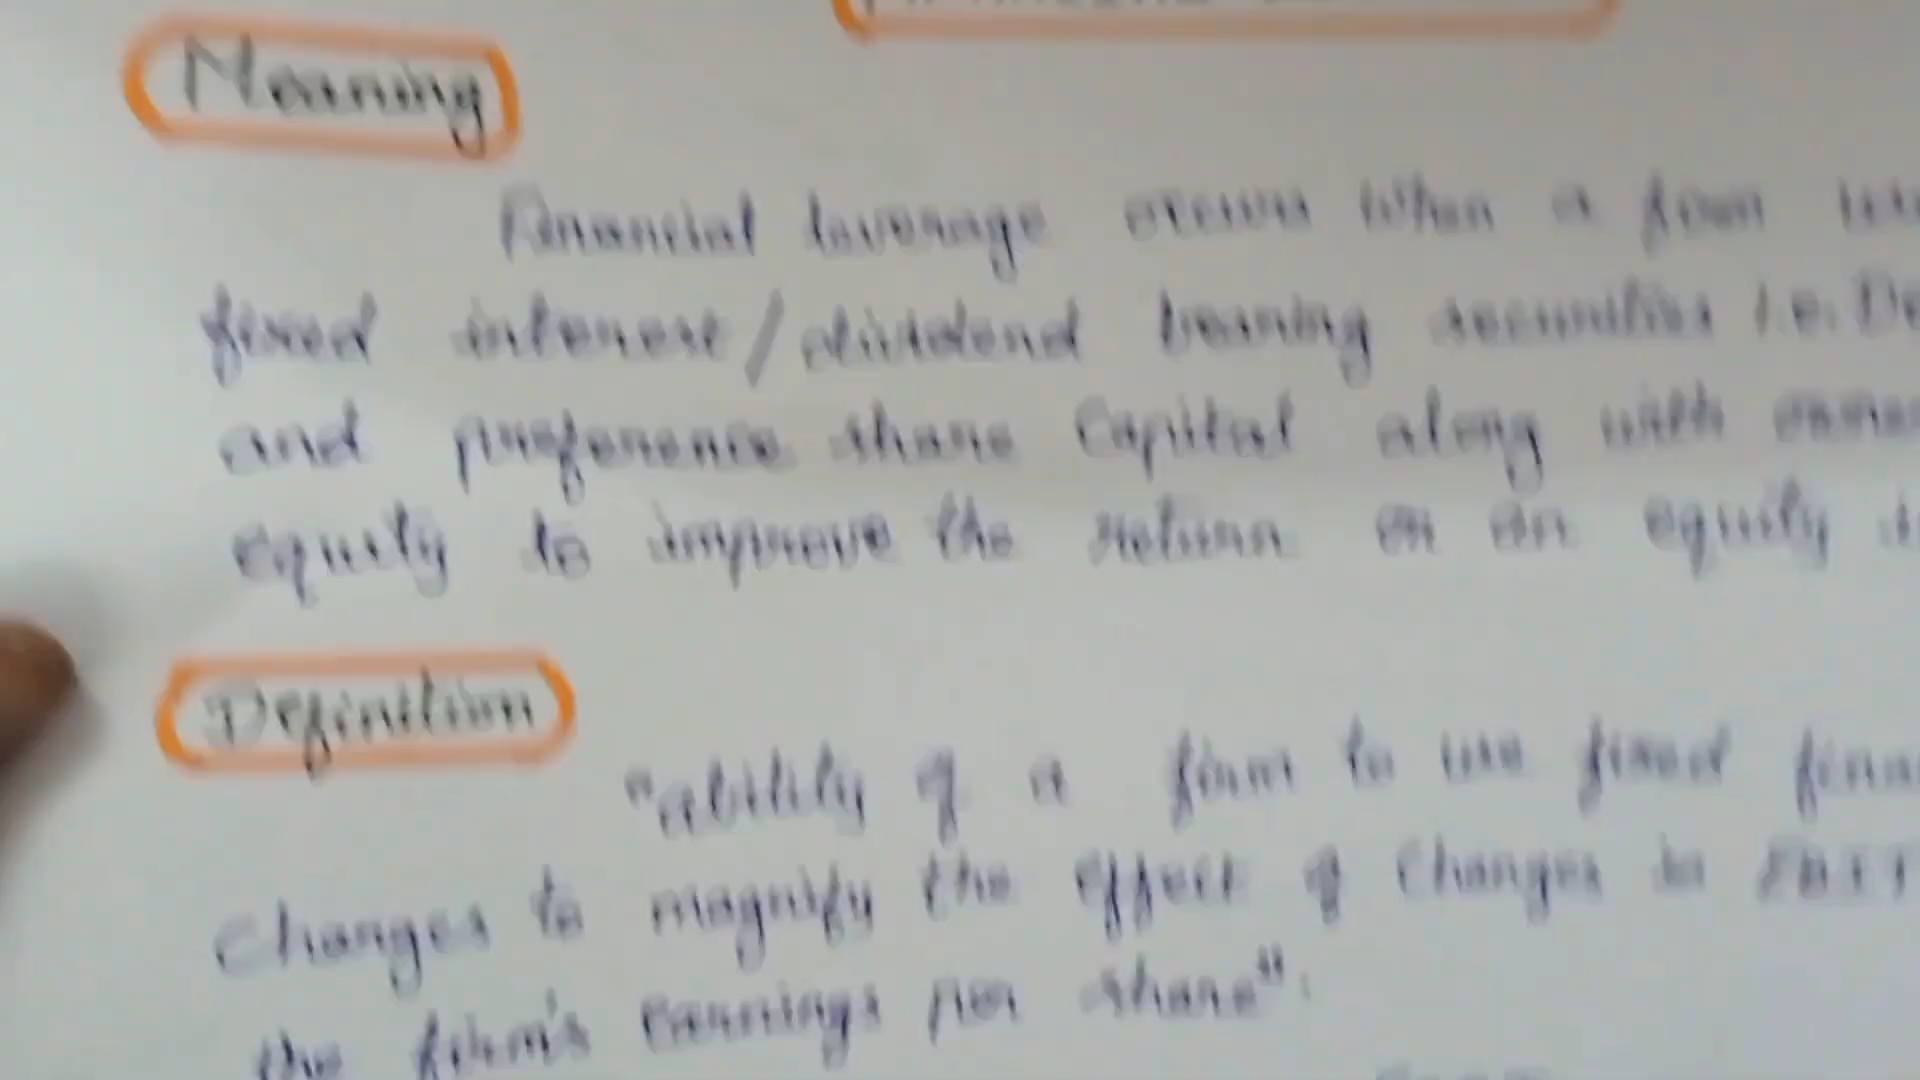 Meaning
Financial leverage occurs when a firm
fixed interest/dividend bearing securities i.e.
and preference share capital along with
equity to improve the return on an equity
Definition
"ability of a firm to use fixed
changes to magnify the effect of changes in EBIT
the firm's earnings per share".